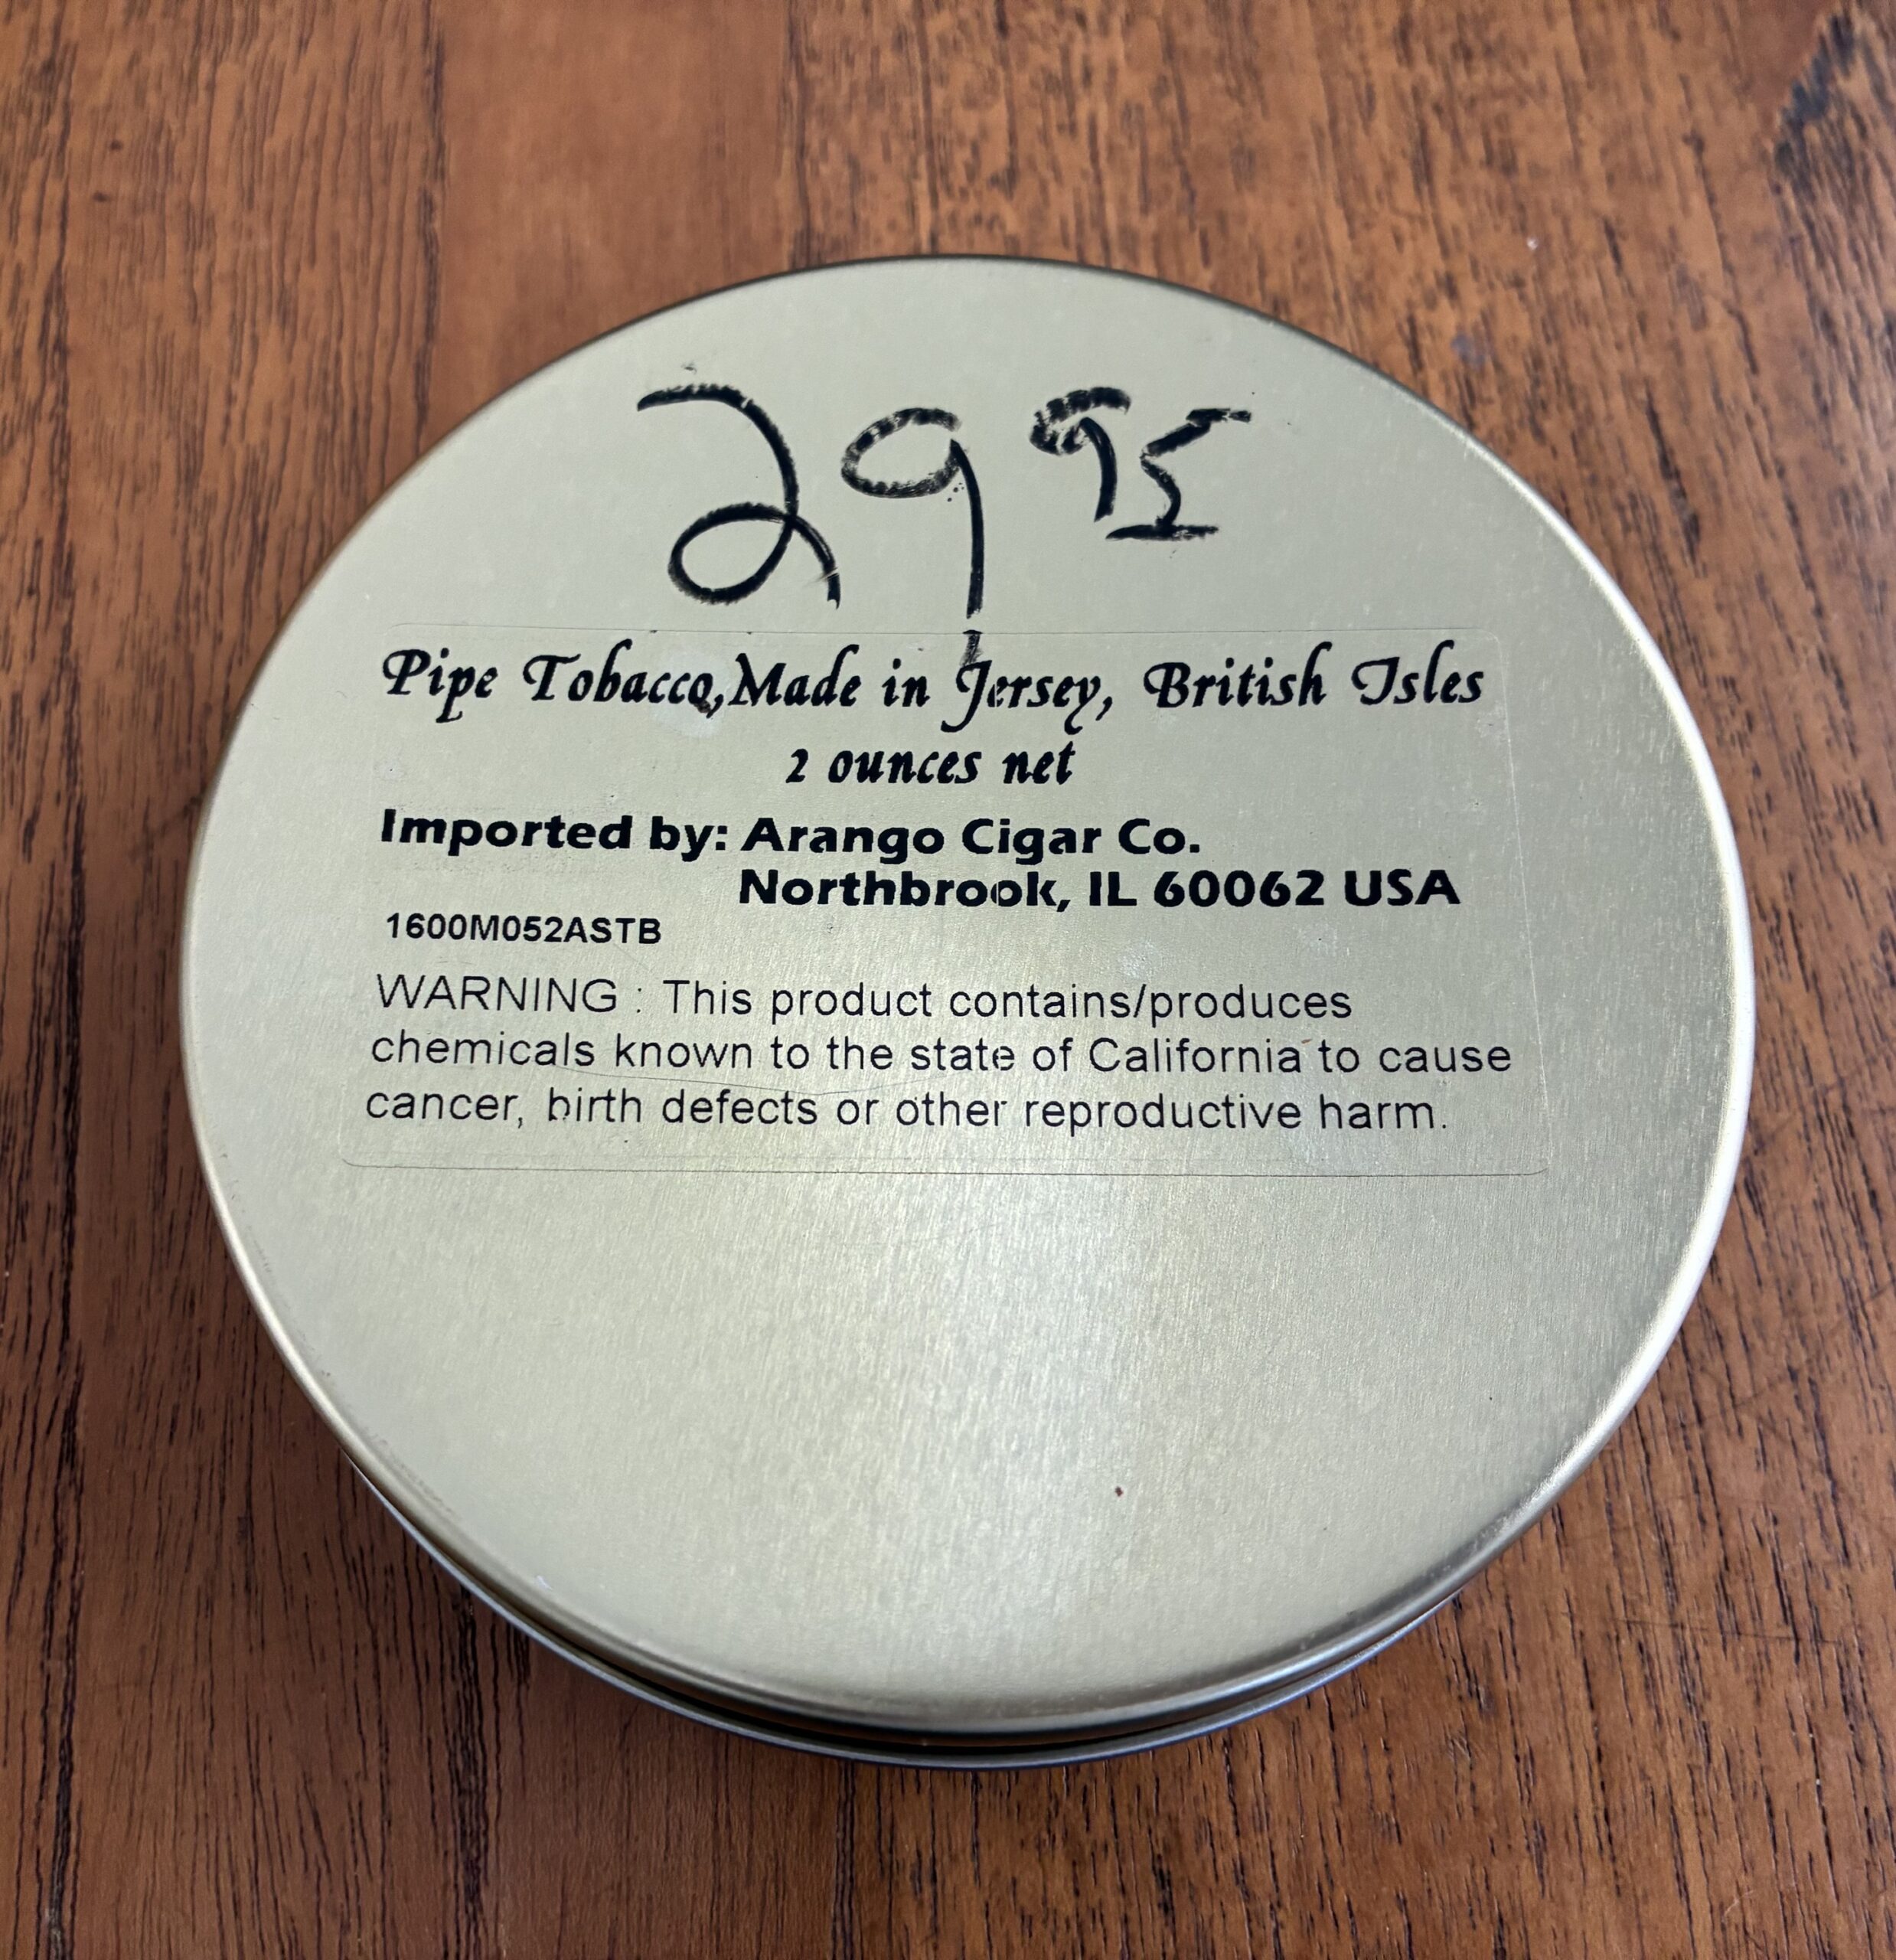 29 95
Pipe Tobacco,Made in Jersey, British Isles
2 ounces net
Imported by: Arango Cigar Co.
Northbrook, IL 60062 USA
1600M052ASTB
WARNING : This product contains/produces
chemicals known to the state of California to cause
cancer, birth defects or other reproductive harm.